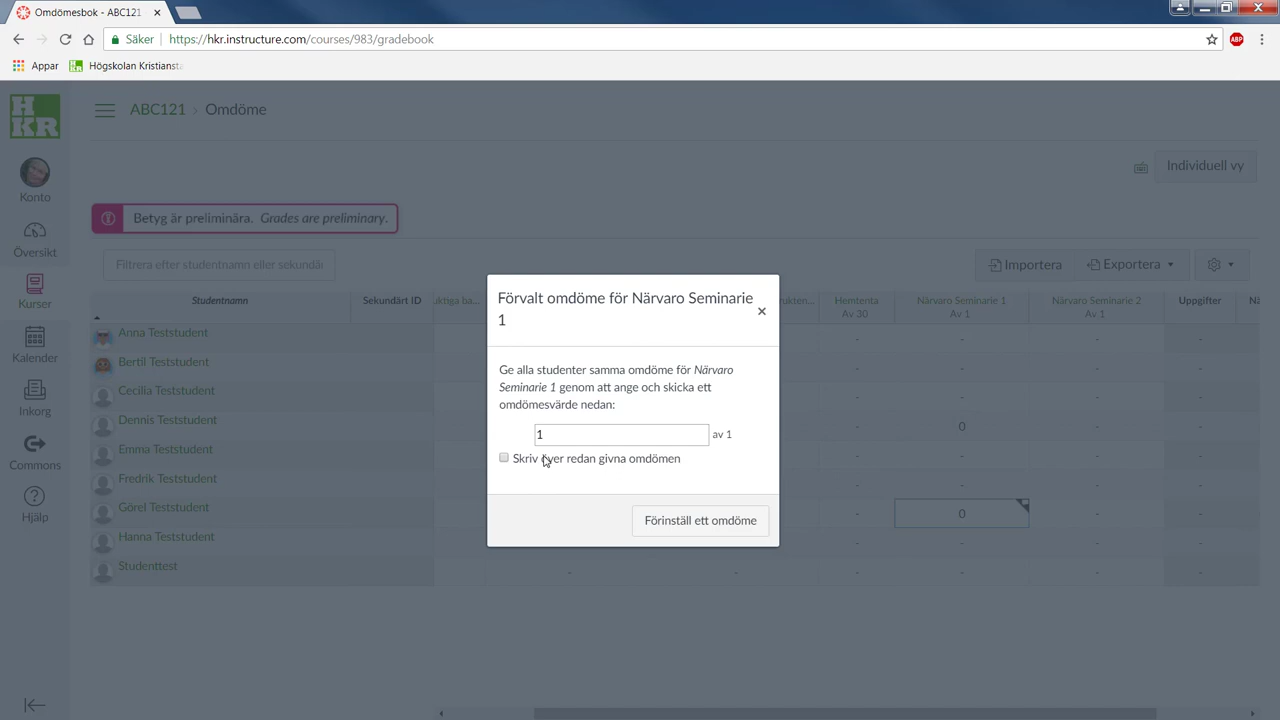 Omdömesbok - ABC121
Säker
https://hkr.instructure.com/courses/983/gradebook
ABP
Appar
Högskolan Kristiansta
HKR
ABC121 › Omdöme
Individuell vy
Konto
Översikt
Kurser
Kalender
Inkorg
Commons
Hjälp
Betyg är preliminära. Grades are preliminary.
Filtrera efter studentnamn eller sekundär
Importera
Exportera
Studentnamn
Sekundärt ID
uktiga ba...
ukten...
Hemtenta
Av 30
Närvaro Seminarie 1
Av 1
Närvaro Seminarie 2
Av 1
Uppgifter
Nä
Anna Teststudent - - - -
Bertil Teststudent - - - -
Cecilia Teststudent - - - -
Dennis Teststudent - 0 - -
Emma Teststudent - - - -
Fredrik Teststudent - - - -
Görel Teststudent - 0 - -
Hanna Teststudent - - - -
Studenttest - - - - - -
Förvalt omdöme för Närvaro Seminarie
1
×
Ge alla studenter samma omdöme för Närvaro
Seminarie 1 genom att ange och skicka ett
omdömesvärde nedan:
1 av 1
Skriv över redan givna omdömen
Förinställ ett omdöme